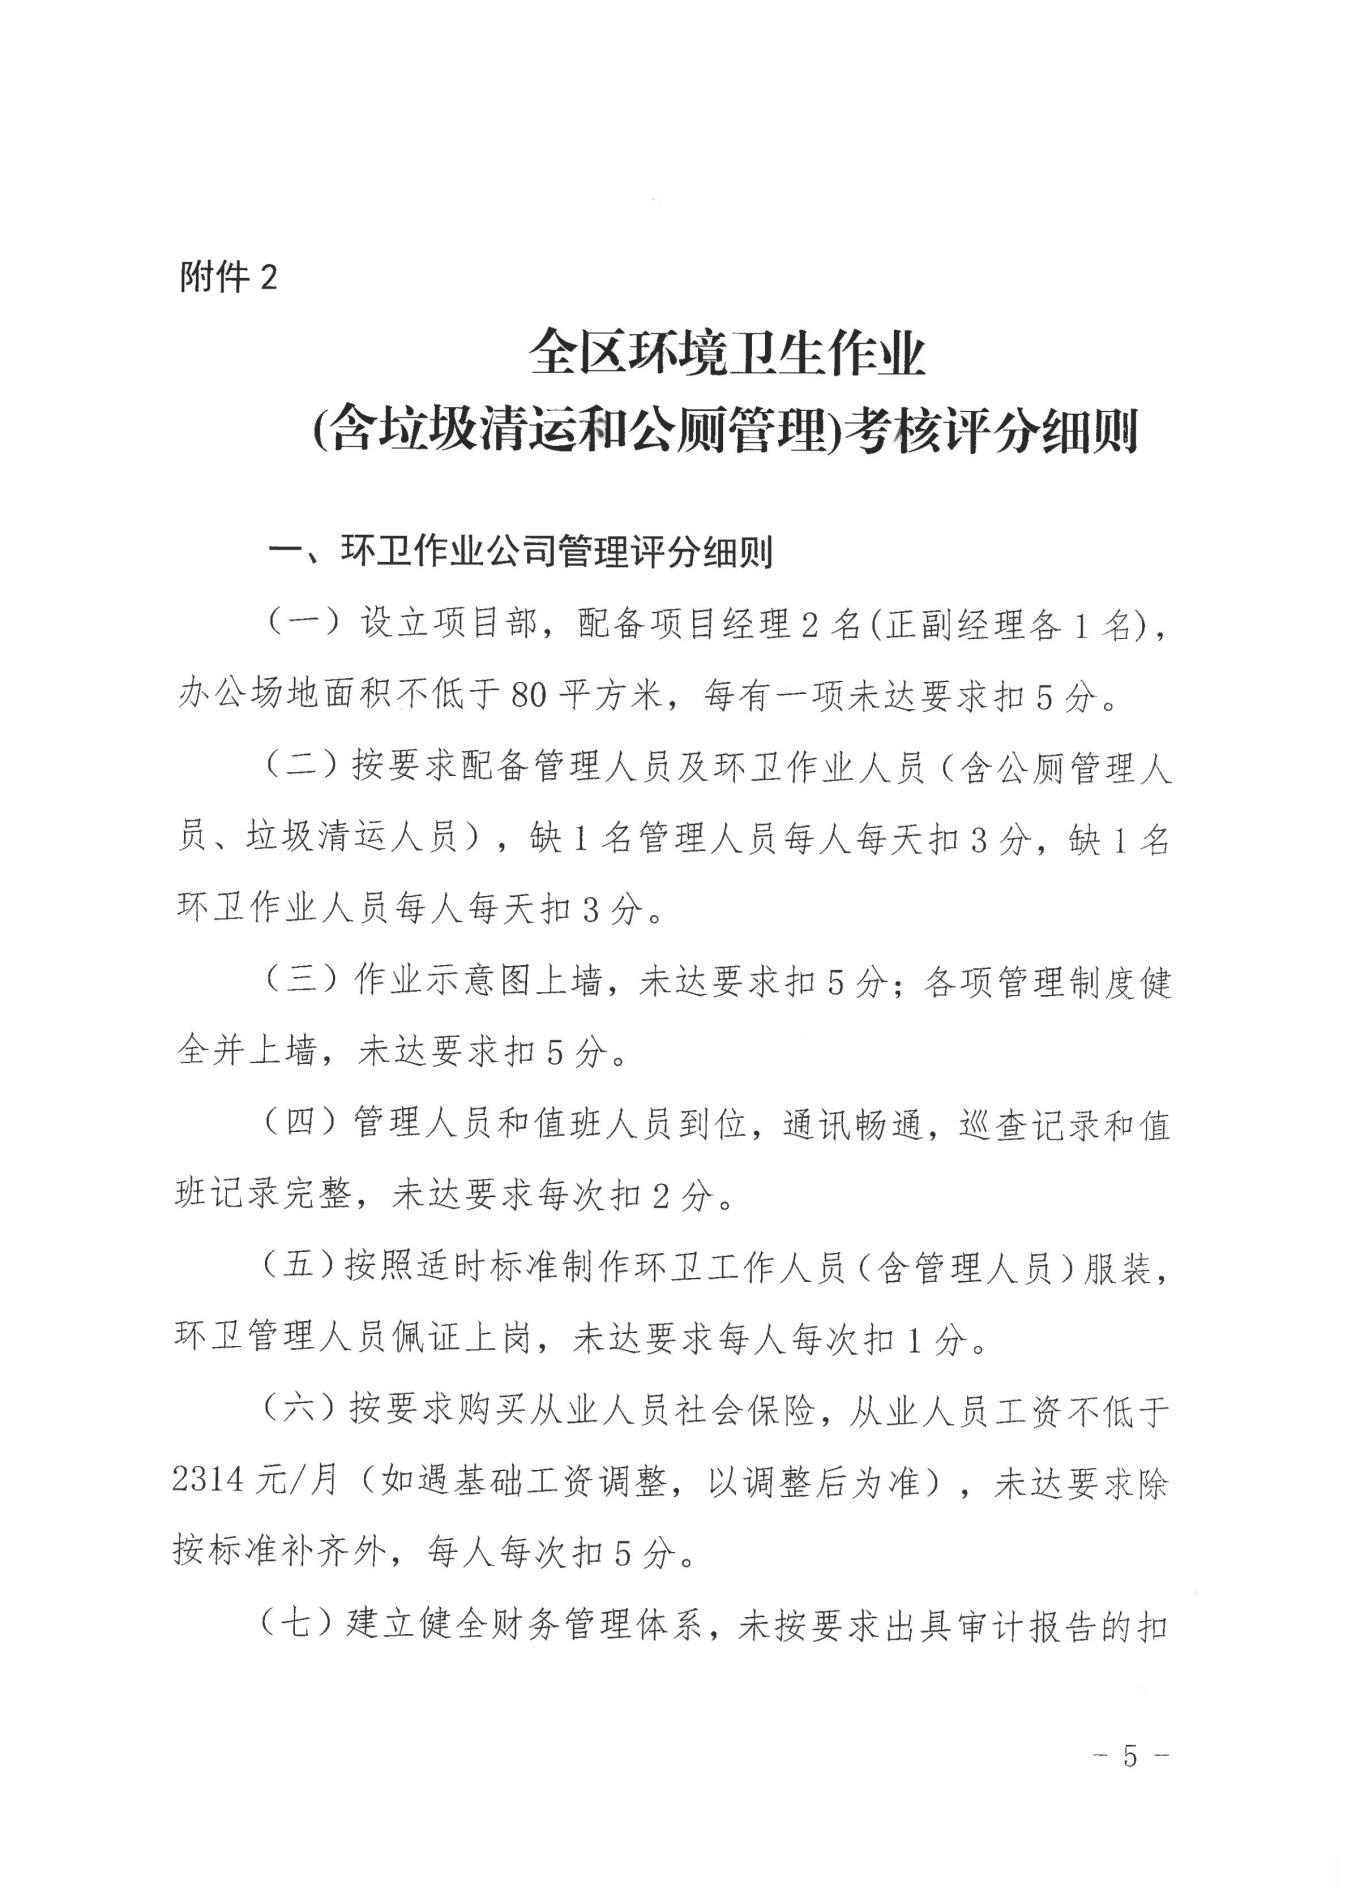 附件 2
全区环境卫生作业
(含垃圾清运和公厕管理)考核评分细则
一、环卫作业公司管理评分细则
（一）设立项目部，配备项目经理 2 名(正副经理各 1 名)，
办公场地面积不低于 80 平方米，每有一项未达要求扣 5 分。
（二）按要求配备管理人员及环卫作业人员（含公厕管理人
员、垃圾清运人员），缺 1 名管理人员每人每天扣 3 分，缺 1 名
环卫作业人员每人每天扣 3 分。
（三）作业示意图上墙，未达要求扣 5 分；各项管理制度健
全并上墙，未达要求扣 5 分。
（四）管理人员和值班人员到位，通讯畅通，巡查记录和值
班记录完整，未达要求每次扣 2 分。
（五）按照适时标准制作环卫工作人员（含管理人员）服装，
环卫管理人员佩证上岗，未达要求每人每次扣 1 分。
（六）按要求购买从业人员社会保险，从业人员工资不低于
2314 元/月（如遇基础工资调整，以调整后为准），未达要求除
按标准补齐外，每人每次扣 5 分。
（七）建立健全财务管理体系，未按要求出具审计报告的扣
- 5 -